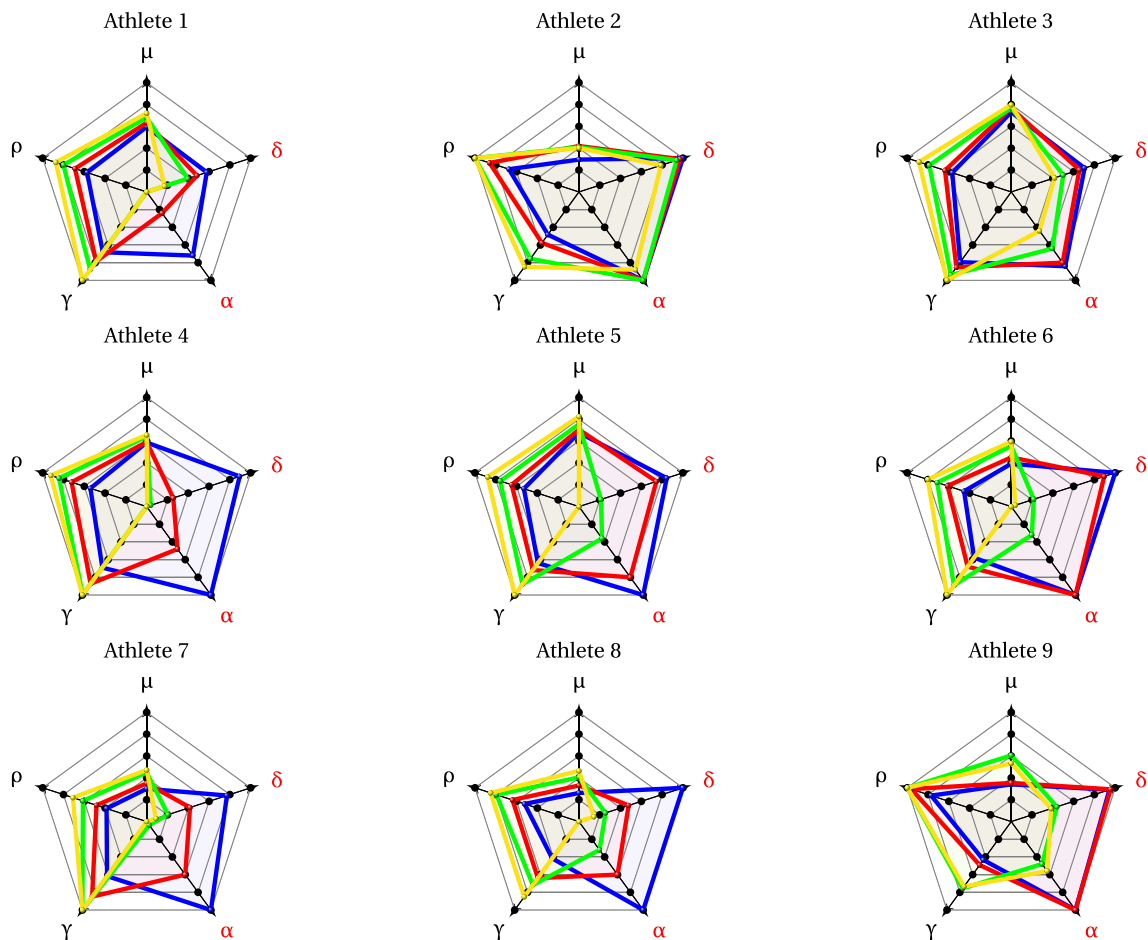 Athlete 1 Athlete 2 Athlete 3
μ μ μ
ρ δ ρ δ ρ δ
γ α γ α γ α
Athlete 4 Athlete 5 Athlete 6
μ μ μ
ρ δ ρ δ ρ δ
γ α γ α γ α
Athlete 7 Athlete 8 Athlete 9
μ μ μ
ρ δ ρ δ ρ δ
γ α γ α γ α